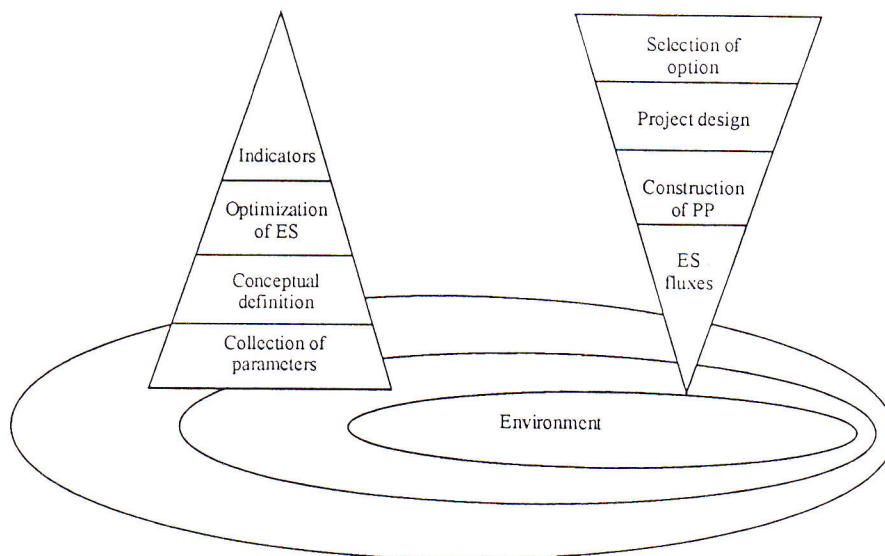 Indicators
Optimization
of ES
Conceptual
definition
Collection of
parameters
Selection of
option
Project design
Construction
of PP
ES
fluxes
Environment